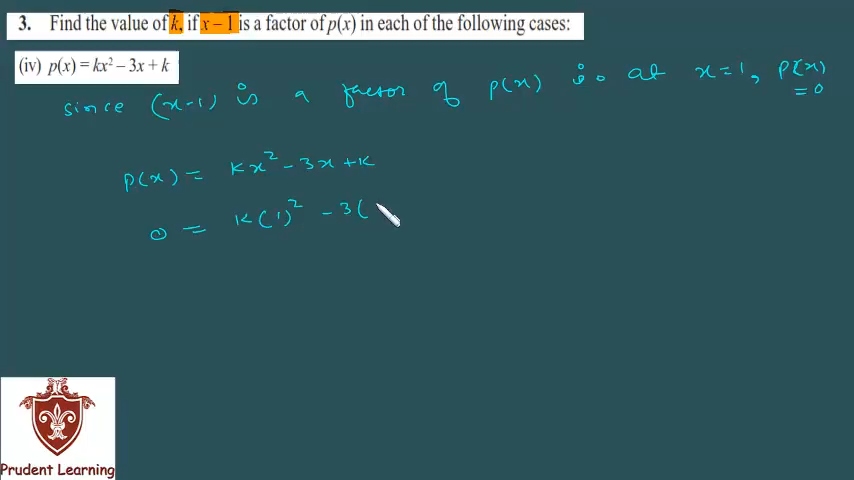 3. Find the value of k, if x – 1 is a factor of p(x) in each of the following cases:
(iv) p(x) = kx² – 3x + k
since (x-1) is a factor of p(x) so at x=1, p(x) =0
p(x) = kx² - 3x + k
0 = k(1)² - 3(
Prudent Learning